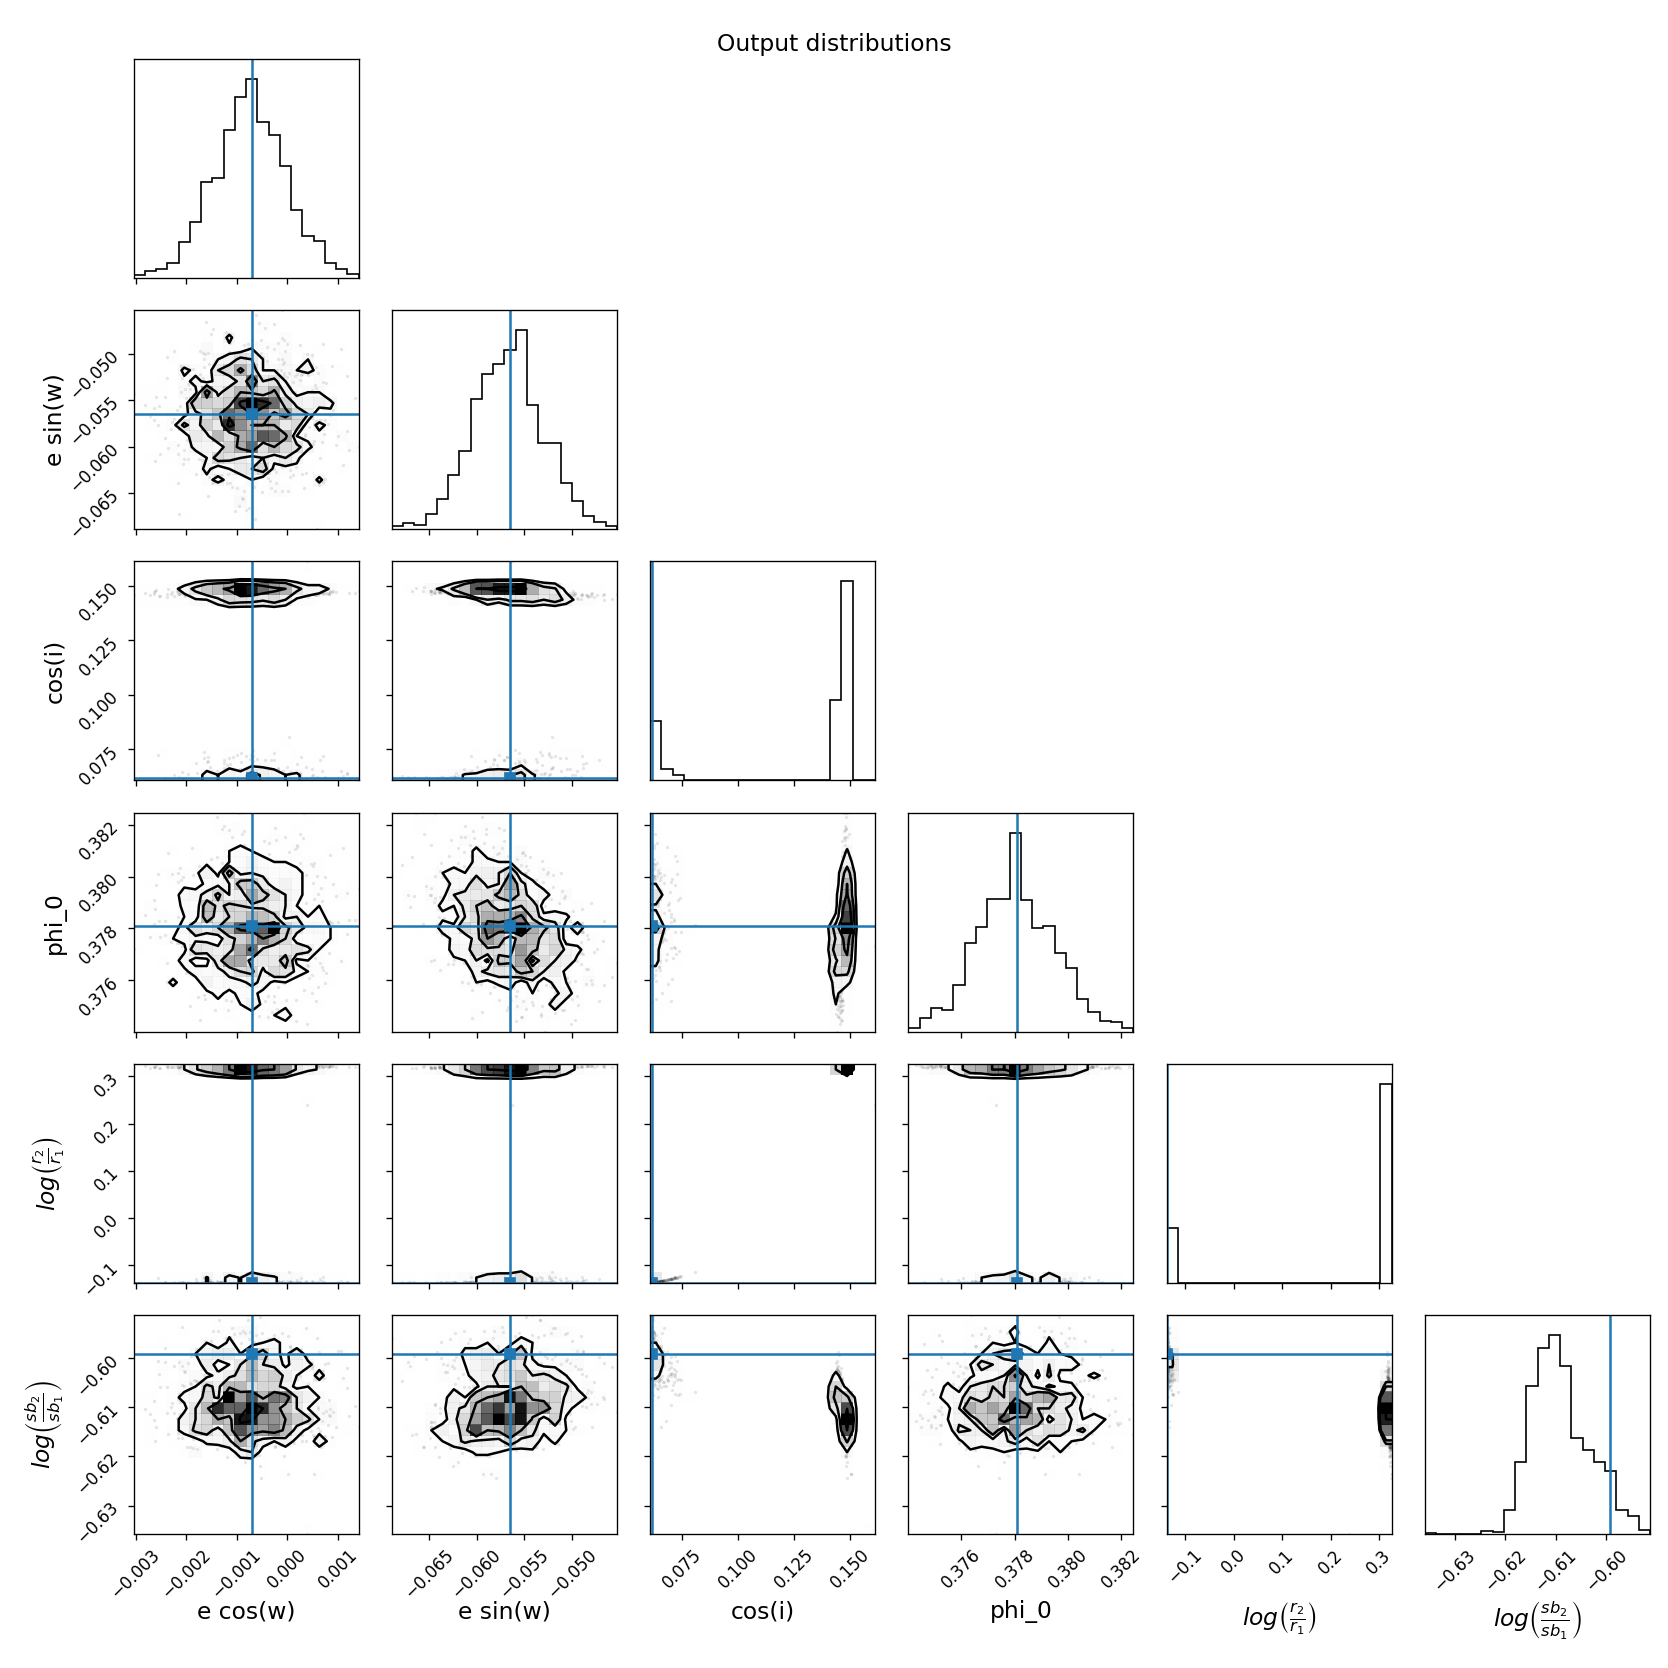 Output distributions
e sin(w)
−0.050
−0.055
−0.060
−0.065
cos(i)
0.150
0.125
0.100
0.075
phi_0
0.382
0.380
0.378
0.376
log(r₂/r₁)
0.3
0.2
0.1
0.0
−0.1
log(sb₂/sb₁)
−0.60
−0.61
−0.62
−0.63
−0.003 −0.002 −0.001 0.000 0.001
−0.065 −0.060 −0.055 −0.050
0.075 0.100 0.125 0.150
0.376 0.378 0.380 0.382
−0.1 0.0 0.1 0.2 0.3
−0.63 −0.62 −0.61 −0.60
e cos(w) e sin(w) cos(i) phi_0 log(r₂/r₁) log(sb₂/sb₁)